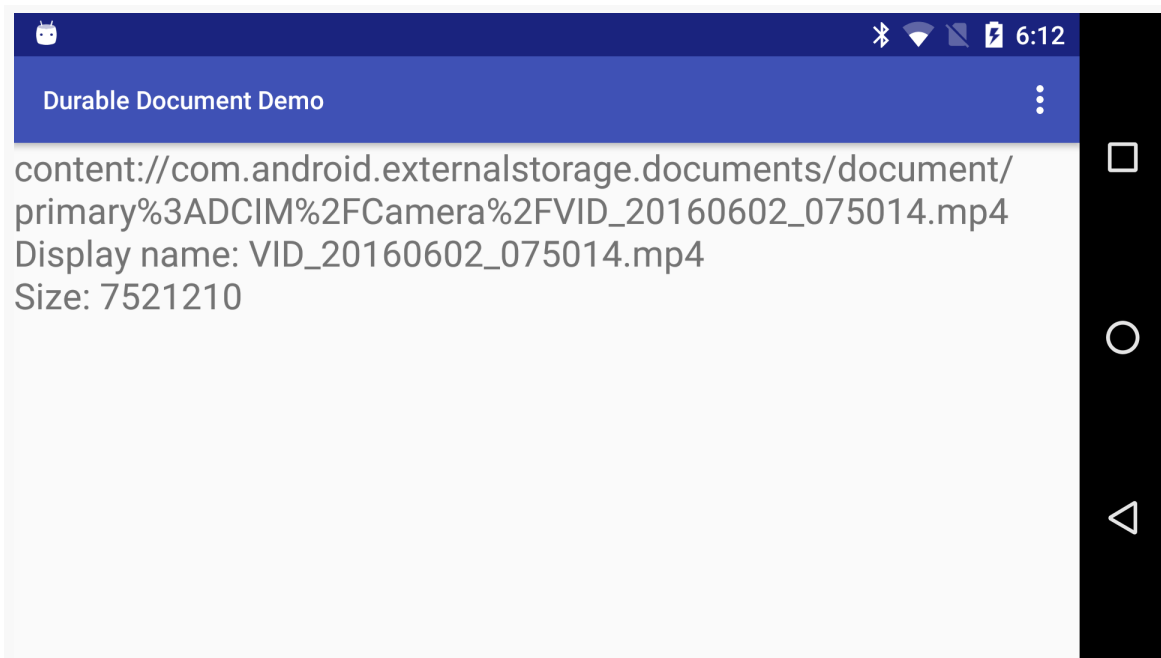 6:12
Durable Document Demo
content://com.android.externalstorage.documents/document/
primary%3ADCIM%2FCamera%2FVID_20160602_075014.mp4
Display name: VID_20160602_075014.mp4
Size: 7521210